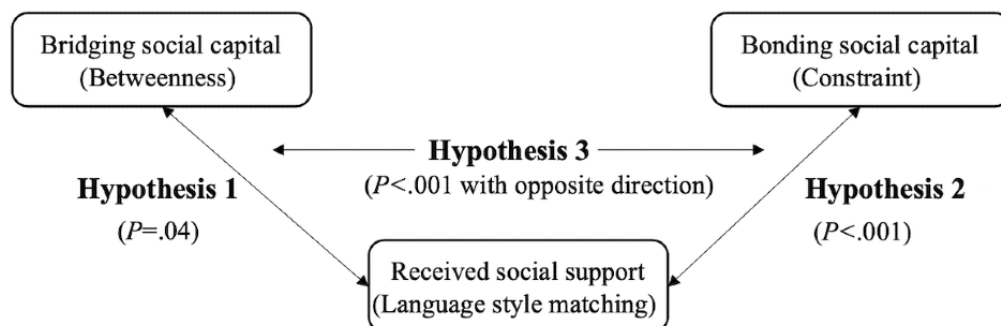 Bridging social capital
(Betweenness)
Bonding social capital
(Constraint)
Hypothesis 3
(P<.001 with opposite direction)
Hypothesis 1
(P=.04)
Hypothesis 2
(P<.001)
Received social support
(Language style matching)